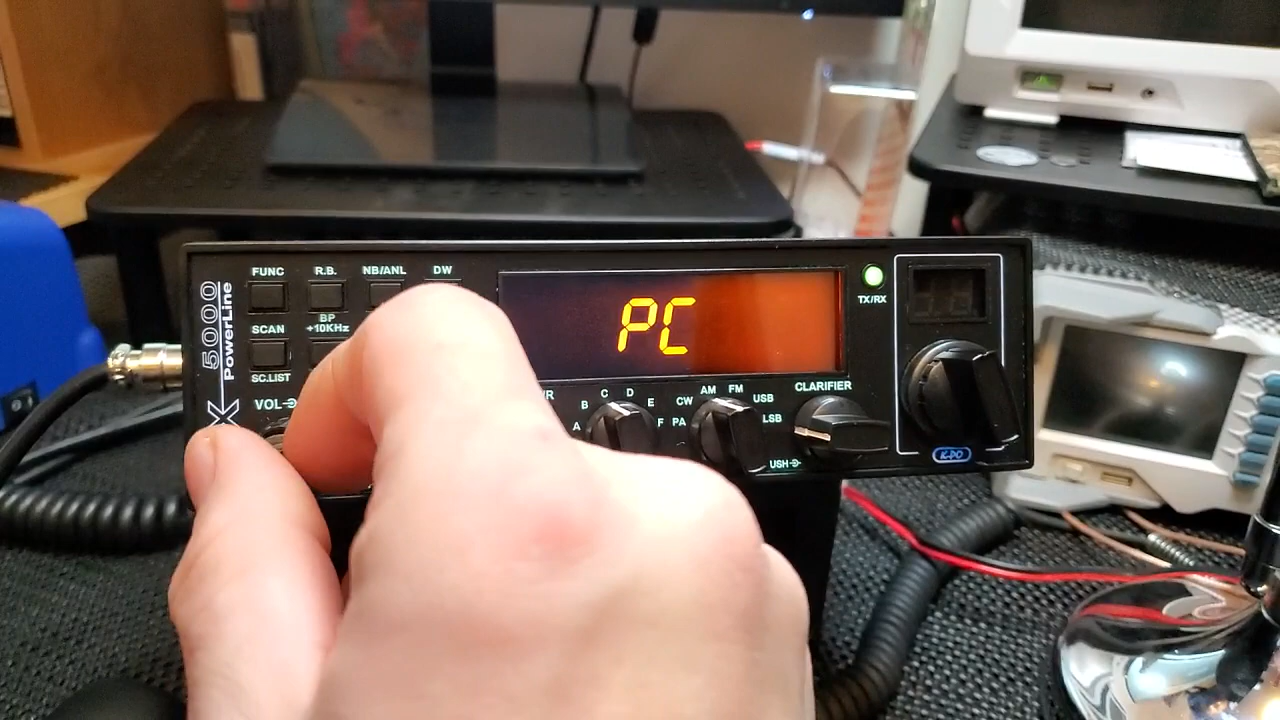 FUNC R.B. NB/ANL DW
SCAN BP +10KHz
SC.LIST
VOL
5000
PowerLine
X
PC
TX/RX
A B C D E F
PA CW AM FM USB LSB
CLARIFIER
K-PO